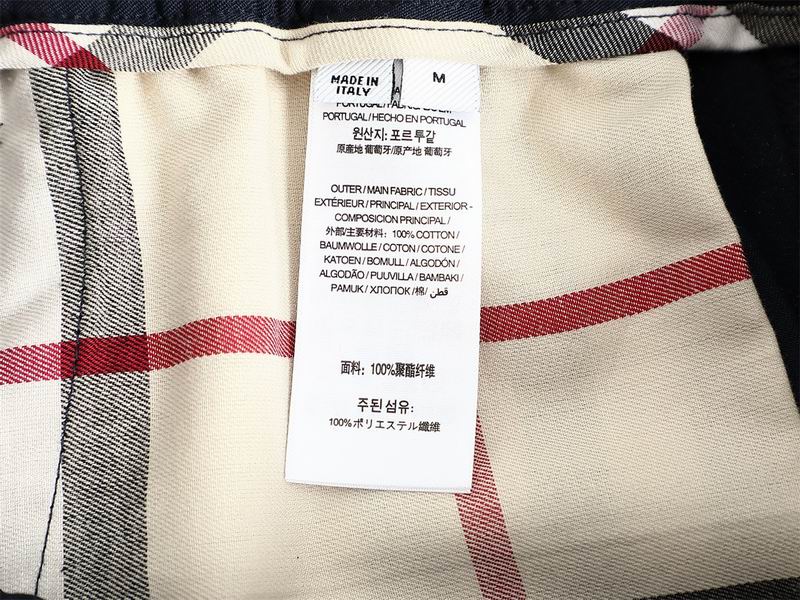 MADE IN
ITALY
M
PORTUGAL/HECHO EN PORTUGAL
원산지: 포르투갈
原産地 葡萄牙/原产地 葡萄牙
OUTER / MAIN FABRIC / TISSU
EXTÉRIEUR / PRINCIPAL / EXTERIOR -
COMPOSICION PRINCIPAL /
外部/主要材料: 100% COTTON /
BAUMWOLLE / COTON / COTONE /
KATOEN / BOMULL / ALGODÓN /
ALGODÃO / PUUVILLA / BAMBAKI /
PAMUK / ХЛОПОК /棉/ قطن
面料: 100%聚酯纤维
주된 섬유:
100%ポリエステル繊維